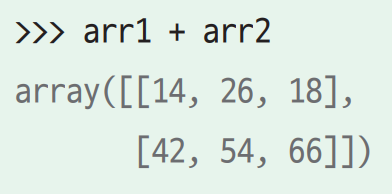 >>> arr1 + arr2
array([[14, 26, 18],
       [42, 54, 66]])